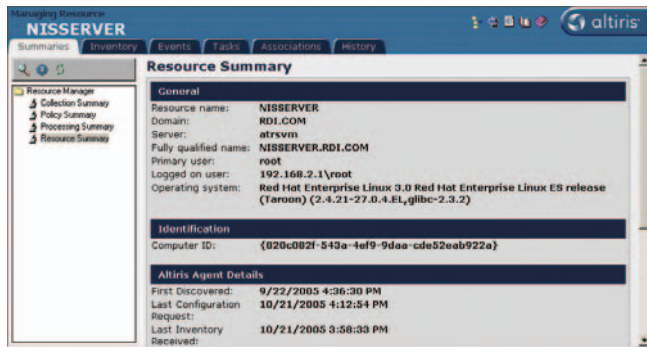 Managing Resource
NISSERVER
altiris
Summaries Inventory Events Tasks Associations History
Resource Manager
Collection Summary
Policy Summary
Processing Summary
Resource Summary
Resource Summary
General
Resource name: NISSERVER
Domain: RDI.COM
Server: atrsvm
Fully qualified name: NISSERVER.RDI.COM
Primary user: root
Logged on user: 192.168.2.1\root
Operating system: Red Hat Enterprise Linux 3.0 Red Hat Enterprise Linux ES release
(Taroon) (2.4.21-27.0.4.EL,glibc-2.3.2)
Identification
Computer ID: {820c082f-543a-4ef9-9daa-cde52eab922a}
Altiris Agent Details
First Discovered: 9/22/2005 4:36:30 PM
Last Configuration 10/21/2005 4:12:54 PM
Request:
Last Inventory 10/21/2005 3:58:33 PM
Received: